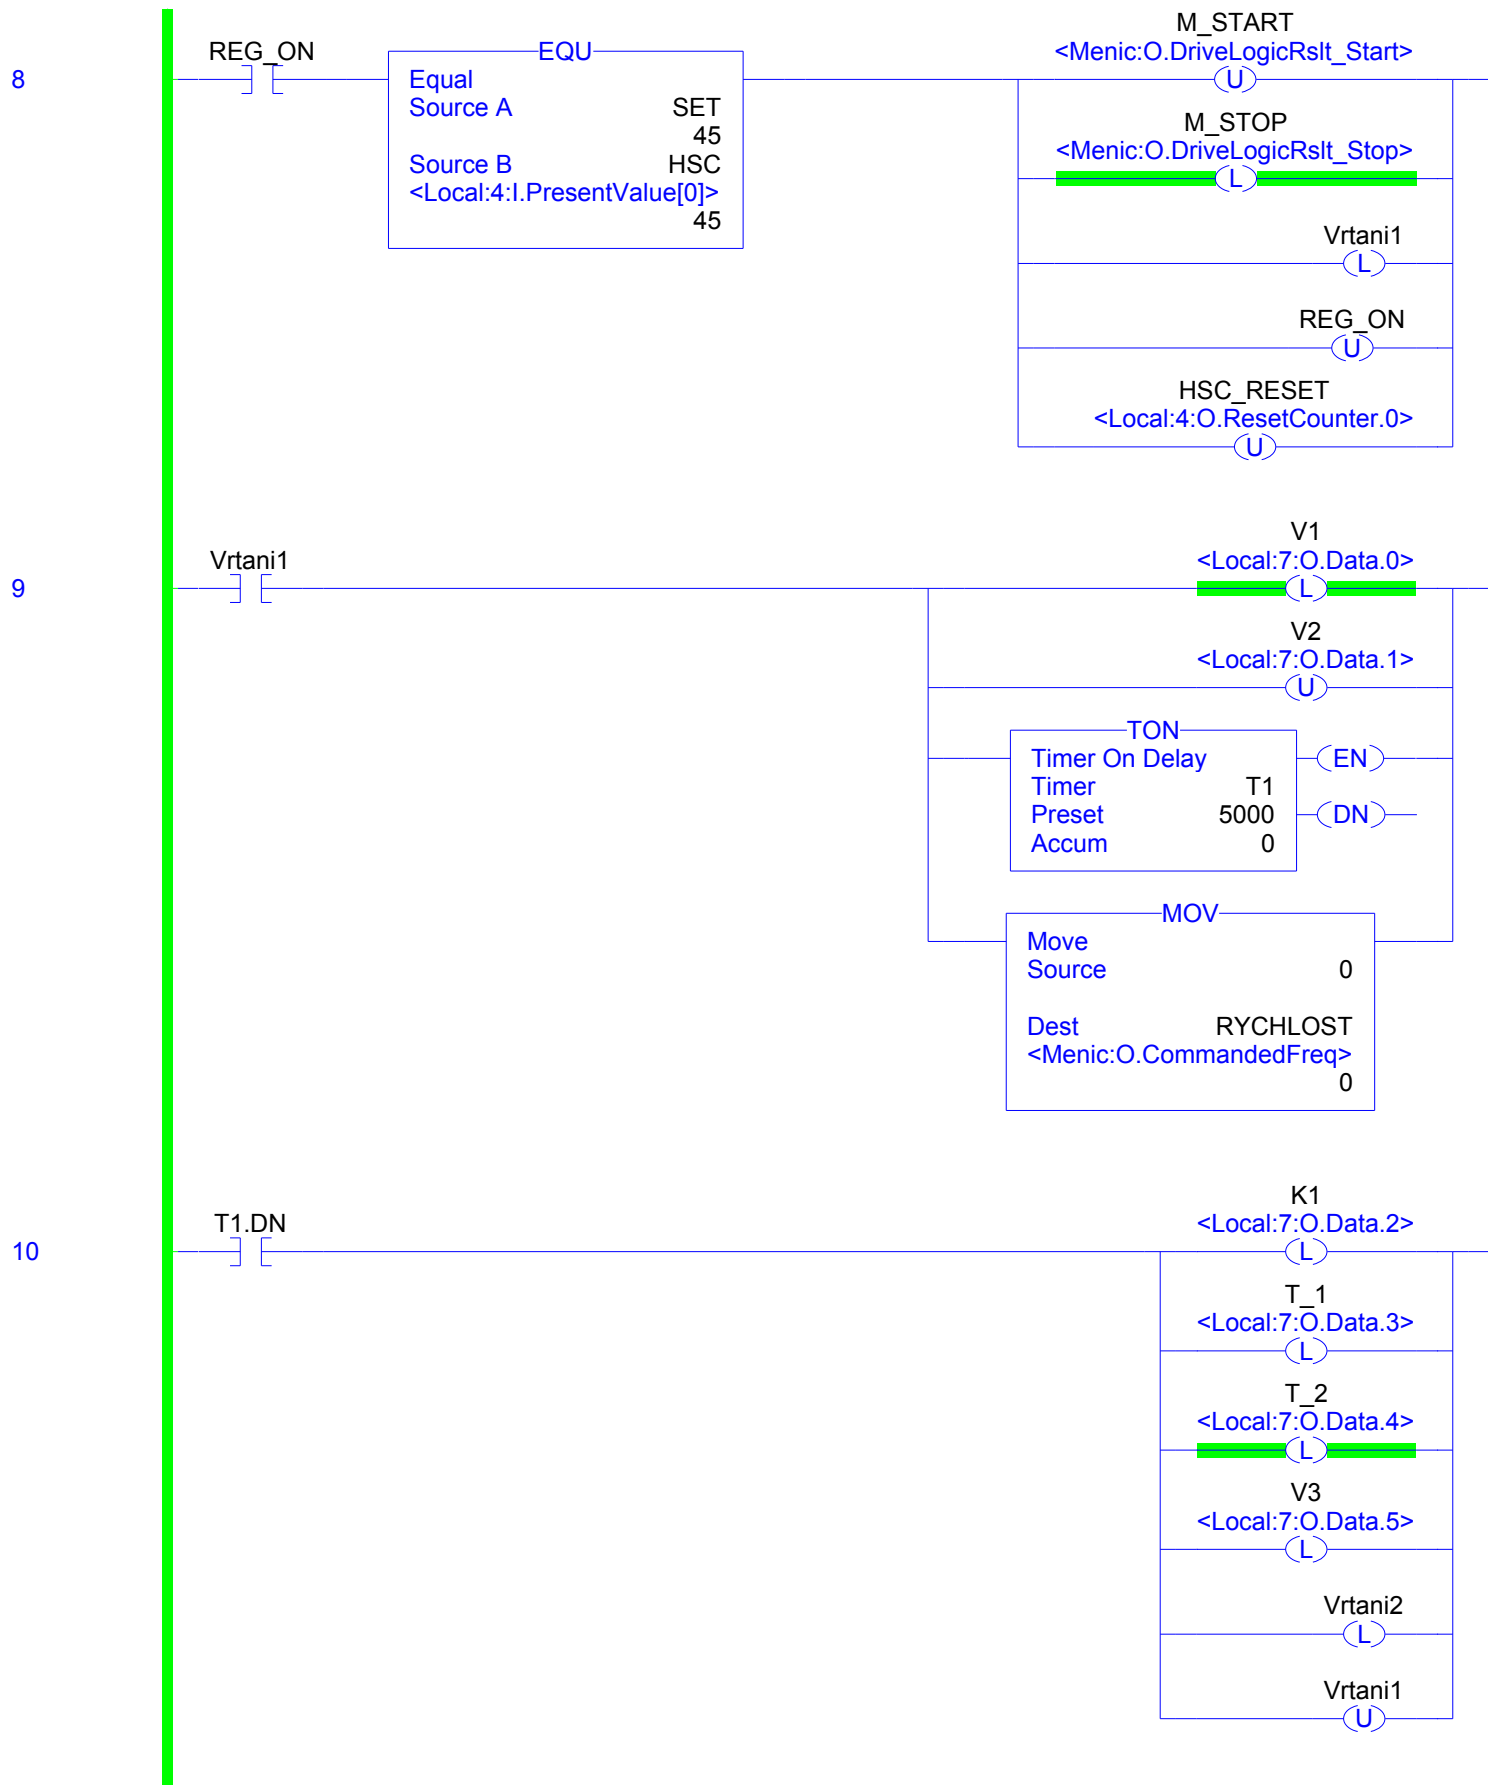 8
REG_ON
EQU
Equal
Source A SET
45
Source B HSC
<Local:4:I.PresentValue[0]>
45
M_START
<Menic:O.DriveLogicRslt_Start>
U
M_STOP
<Menic:O.DriveLogicRslt_Stop>
L
Vrtani1
L
REG_ON
U
HSC_RESET
<Local:4:O.ResetCounter.0>
U
9
Vrtani1
V1
<Local:7:O.Data.0>
L
V2
<Local:7:O.Data.1>
U
TON
Timer On Delay
Timer T1
Preset 5000
Accum 0
EN
DN
MOV
Move
Source 0
Dest RYCHLOST
<Menic:O.CommandedFreq>
0
10
T1.DN
K1
<Local:7:O.Data.2>
L
T_1
<Local:7:O.Data.3>
L
T_2
<Local:7:O.Data.4>
L
V3
<Local:7:O.Data.5>
L
Vrtani2
L
Vrtani1
U